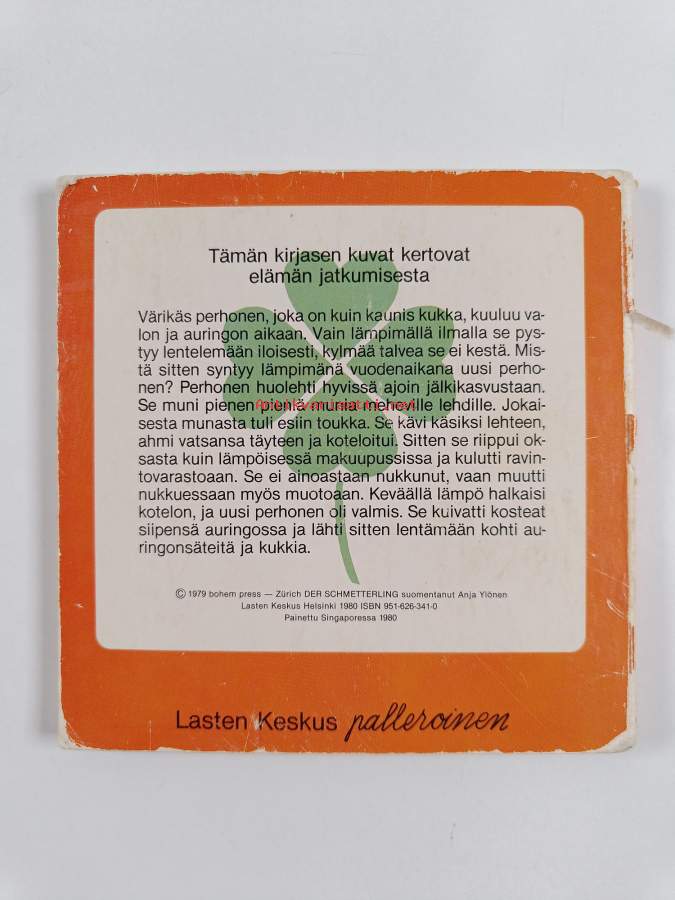 Tämän kirjasen kuvat kertovat
elämän jatkumisesta
Värikäs perhonen, joka on kuin kaunis kukka, kuuluu va-
lon ja auringon aikaan. Vain lämpimällä ilmalla se pys-
tyy lentelemään iloisesti, kylmää talvea se ei kestä. Mis-
tä sitten syntyy lämpimänä vuodenaikana uusi perho-
nen? Perhonen huolehti hyvissä ajoin jälkikasvustaan.
Se muni pienen pieniä munia tiheneville lehdille. Jokai-
Antikvariaatti.net
sesta munasta tuli esiin toukka. Se kävi käsiksi lehteen,
ahmi vatsansa täyteen ja koteloitui. Sitten se riippui ok-
sasta kuin lämpöisessä makuupussissa ja kulutti ravin-
tovarastoaan. Se ei ainoastaan nukkunut, vaan muutti
nukkuessaan myös muotoaan. Keväällä lämpö halkaisi
kotelon, ja uusi perhonen oli valmis. Se kuivatti kosteat
siipensä auringossa ja lähti sitten lentämään kohti au-
ringonsäteitä ja kukkia.
© 1979 bohem press — Zürich DER SCHMETTERLING suomentanut Anja Ylönen
Lasten Keskus Helsinki 1980 ISBN 951-626-341-0
Painettu Singaporessa 1980
Lasten Keskus palleroinen